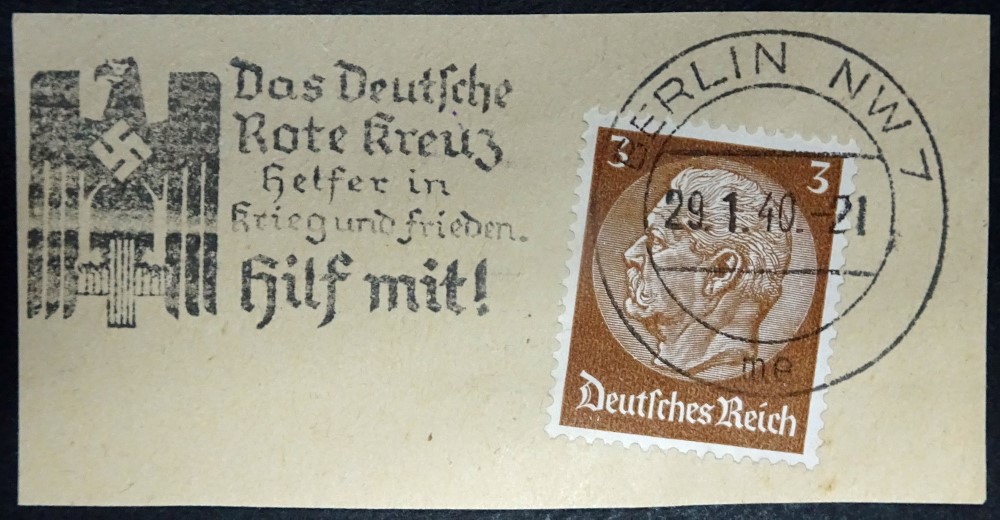 Das Deutsche
Rote Kreuz
Helfer in
Krieg und Frieden.
Hilf mit!
BERLIN NW 7
29.1.40.-21
me
3 3
Deutsches Reich